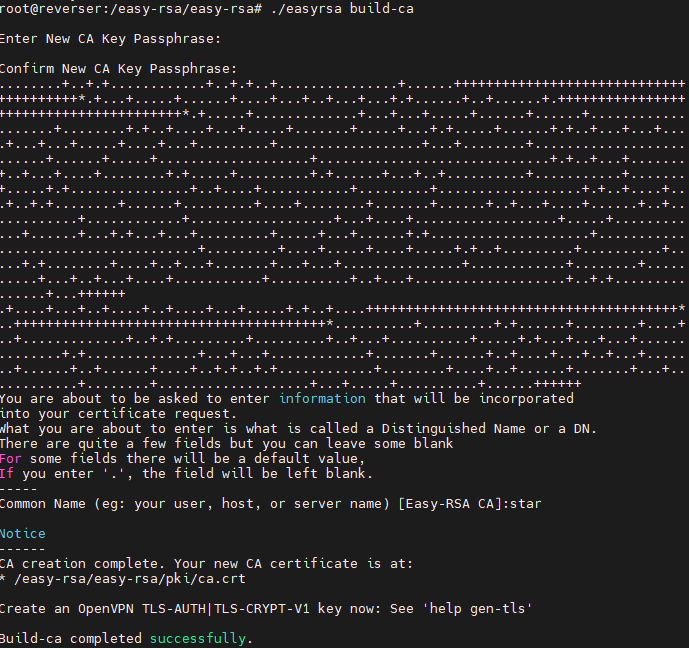 root@reverser:/easy-rsa/easy-rsa# ./easyrsa build-ca
Enter New CA Key Passphrase:
Confirm New CA Key Passphrase:
You are about to be asked to enter information that will be incorporated
into your certificate request.
What you are about to enter is what is called a Distinguished Name or a DN.
There are quite a few fields but you can leave some blank
For some fields there will be a default value,
If you enter '.', the field will be left blank.
-----
Common Name (eg: your user, host, or server name) [Easy-RSA CA]:star
Notice
------
CA creation complete. Your new CA certificate is at:
* /easy-rsa/easy-rsa/pki/ca.crt
Create an OpenVPN TLS-AUTH|TLS-CRYPT-V1 key now: See 'help gen-tls'
Build-ca completed successfully.